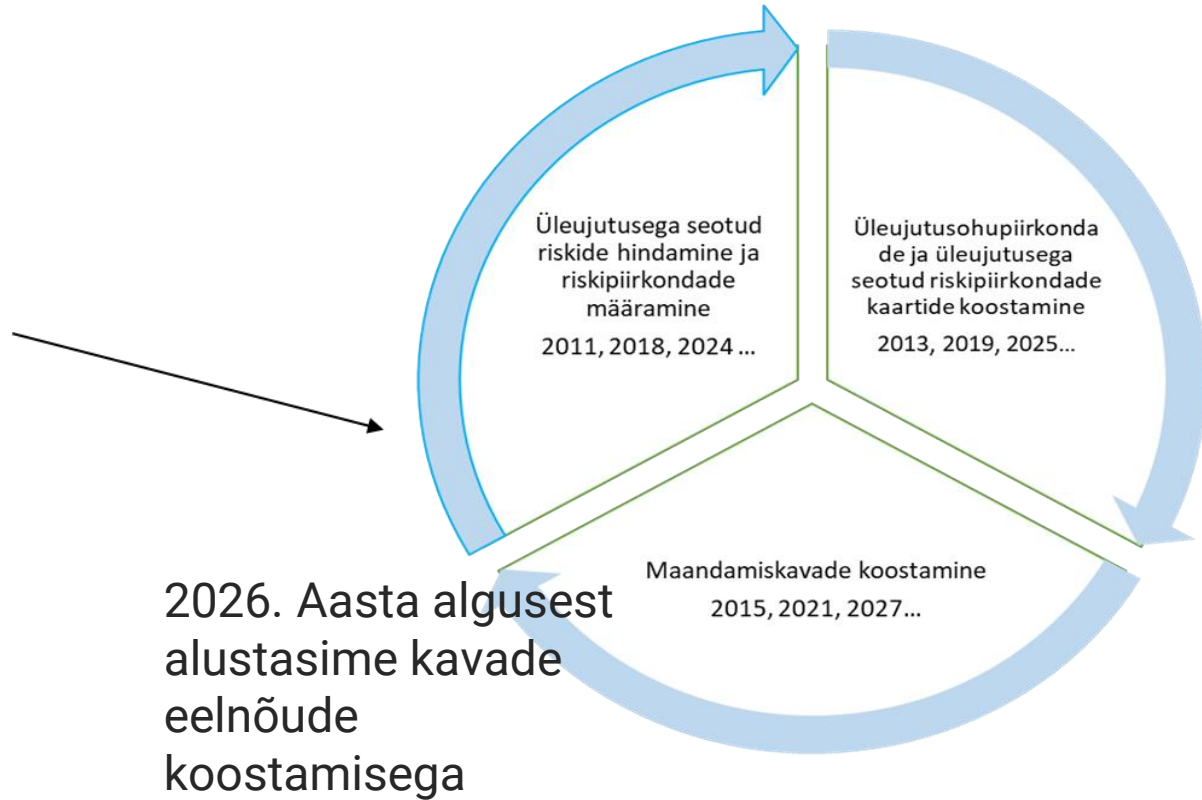 Üleujutusega seotud
riskide hindamine ja
riskipiirkondade
määramine
2011, 2018, 2024 ...
Üleujutusohupiirkonda
de ja üleujutusega
seotud riskipiirkondade
kaartide koostamine
2013, 2019, 2025...
Maandamiskavade koostamine
2015, 2021, 2027...
2026. Aasta algusest
alustasime kavade
eelnõude
koostamisega